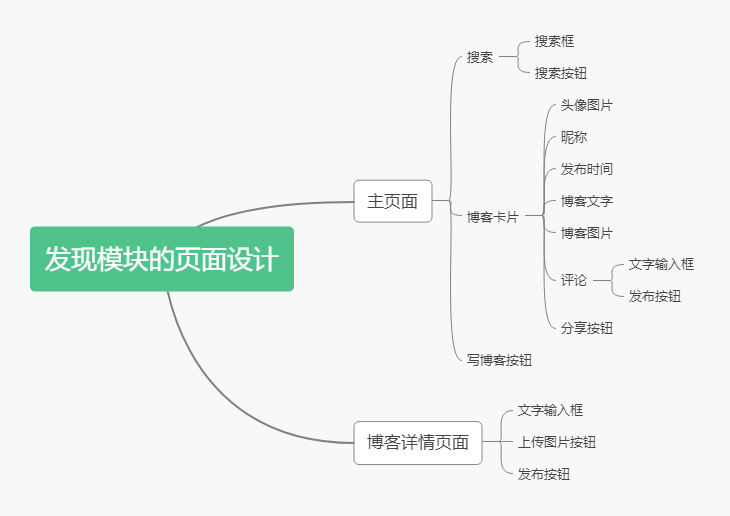 发现模块的页面设计
主页面
搜索
搜索框
搜索按钮
博客卡片
头像图片
昵称
发布时间
博客文字
博客图片
评论
文字输入框
发布按钮
分享按钮
写博客按钮
博客详情页面
文字输入框
上传图片按钮
发布按钮